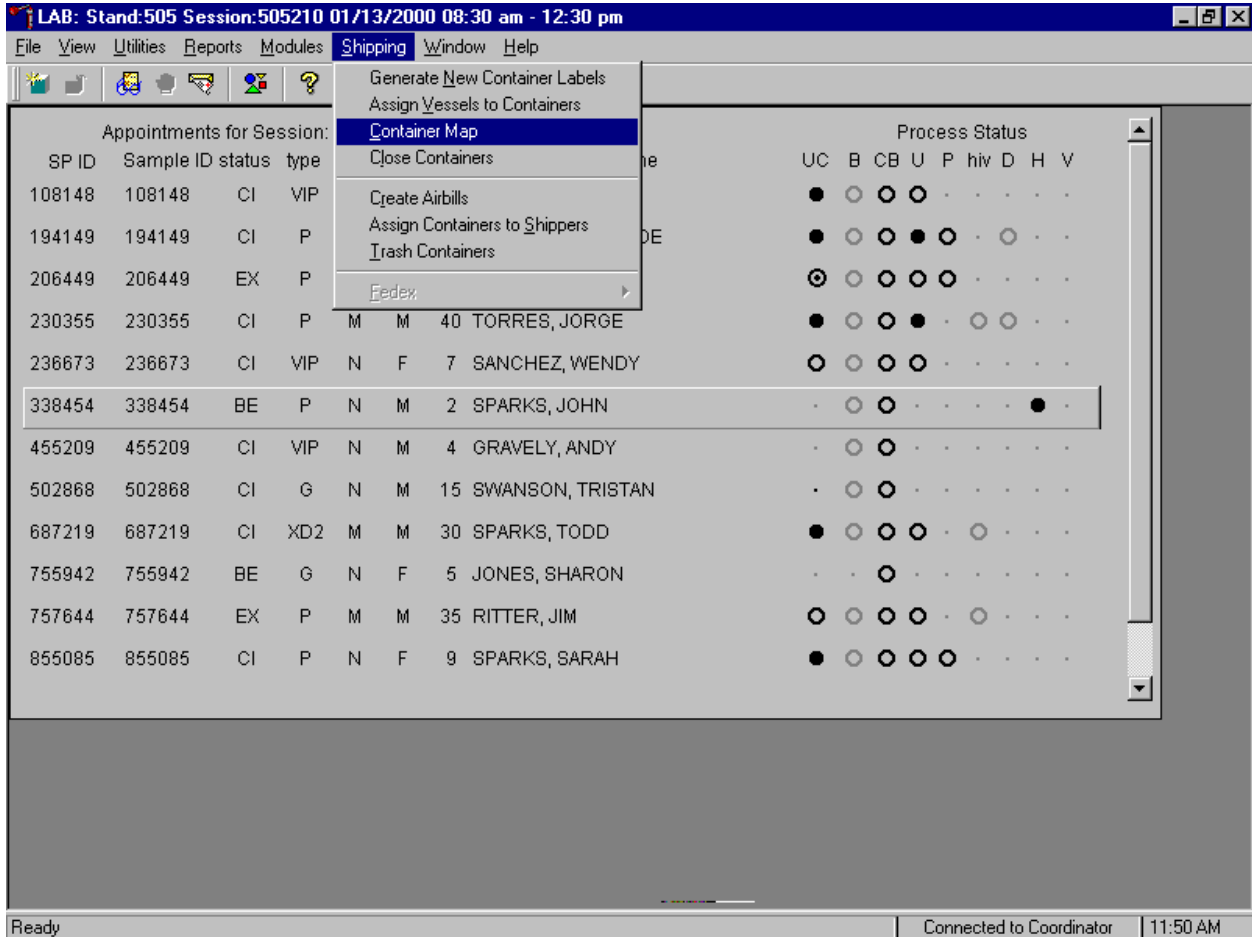 LAB: Stand:505 Session:505210 01/13/2000 08:30 am - 12:30 pm
File View Utilities Reports Modules Shipping Window Help
Generate New Container Labels
Assign Vessels to Containers
Container Map
Close Containers
Create Airbills
Assign Containers to Shippers
Trash Containers
Fedex
Appointments for Session: Process Status
SP ID Sample ID status type ne UC B CB U P hiv D H V
108148 108148 CI VIP
194149 194149 CI P DE
206449 206449 EX P
230355 230355 CI P M M 40 TORRES, JORGE
236673 236673 CI VIP N F 7 SANCHEZ, WENDY
338454 338454 BE P N M 2 SPARKS, JOHN
455209 455209 CI VIP N M 4 GRAVELY, ANDY
502868 502868 CI G N M 15 SWANSON, TRISTAN
687219 687219 CI XD2 M M 30 SPARKS, TODD
755942 755942 BE G N F 5 JONES, SHARON
757644 757644 EX P M M 35 RITTER, JIM
855085 855085 CI P N F 9 SPARKS, SARAH
Ready Connected to Coordinator 11:50 AM